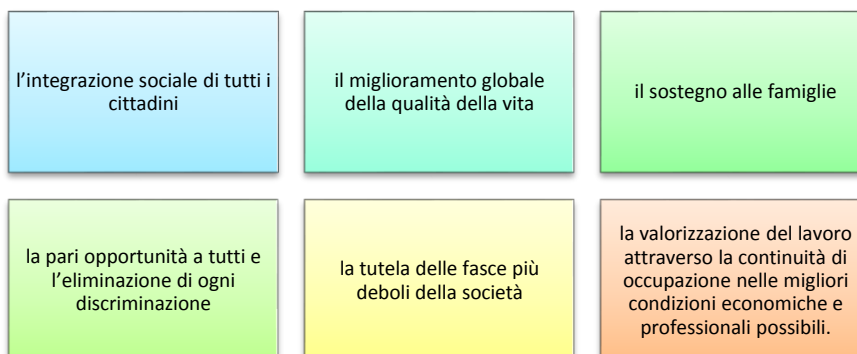 l'integrazione sociale di tutti i
cittadini
il miglioramento globale
della qualità della vita
il sostegno alle famiglie
la pari opportunità a tutti e
l'eliminazione di ogni
discriminazione
la tutela delle fasce più
deboli della società
la valorizzazione del lavoro
attraverso la continuità di
occupazione nelle migliori
condizioni economiche e
professionali possibili.